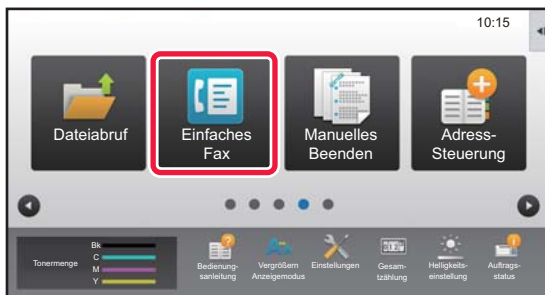 10:15
Dateiabruf
Einfaches
Fax
Manuelles
Beenden
Adress-
Steuerung
Tonermenge
Bk
C
M
Y
Bedienung-
sanleitung
Vergrößern
Anzeigemodus
Einstellungen
Gesam-
tzählung
Helligkeits-
einstellung
Auftrags-
status